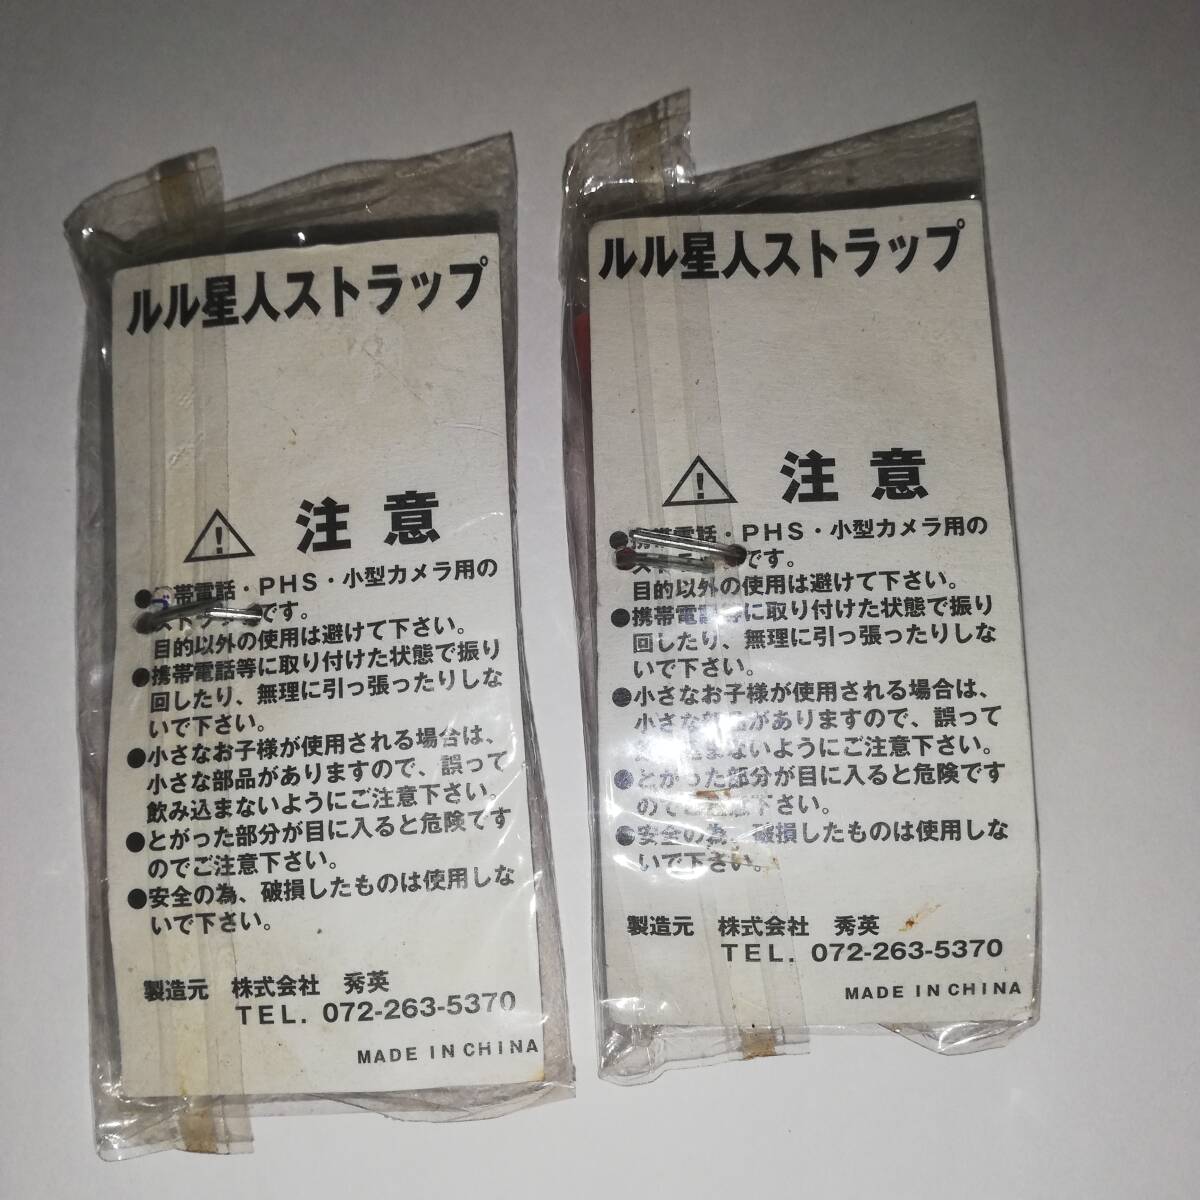 ルル星人ストラップ
注意
●帯電話・PHS・小型カメラ用の
です。
目的以外の使用は避けて下さい。
●携帯電話等に取り付けた状態で振り
回したり、無理に引っ張ったりしな
いで下さい。
●小さなお子様が使用される場合は、
小さな部品がありますので、誤って
飲み込まないようにご注意下さい。
●とがった部分が目に入ると危険です
のでご注意下さい。
●安全の為、破損したものは使用しな
いで下さい。
製造元 株式会社 秀英
TEL. 072-263-5370
MADE IN CHINA
ルル星人ストラップ
注意
●携帯電話・PHS・小型カメラ用の
ストラップです。
目的以外の使用は避けて下さい。
●携帯電話等に取り付けた状態で振り
回したり、無理に引っ張ったりしな
いで下さい。
●小さなお子様が使用される場合は、
小さな部品がありますので、誤って
飲み込まないようにご注意下さい。
●とがった部分が目に入ると危険です
のでご注意下さい。
●安全の為、破損したものは使用しな
いで下さい。
製造元 株式会社 秀英
TEL. 072-263-5370
MADE IN CHINA